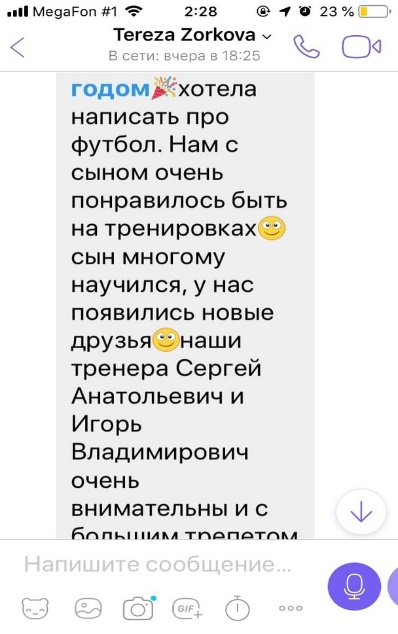 MegaFon #1 2:28 23 %
Tereza Zorkova
В сети: вчера в 18:25
годом🎉хотела
написать про
футбол. Нам с
сыном очень
понравилось быть
на тренировках🙂
сын многому
научился, у нас
появились новые
друзья🙂наши
тренера Сергей
Анатольевич и
Игорь
Владимирович
очень
внимательны и с
большим трепетом
Напишите сообщение...
GIF